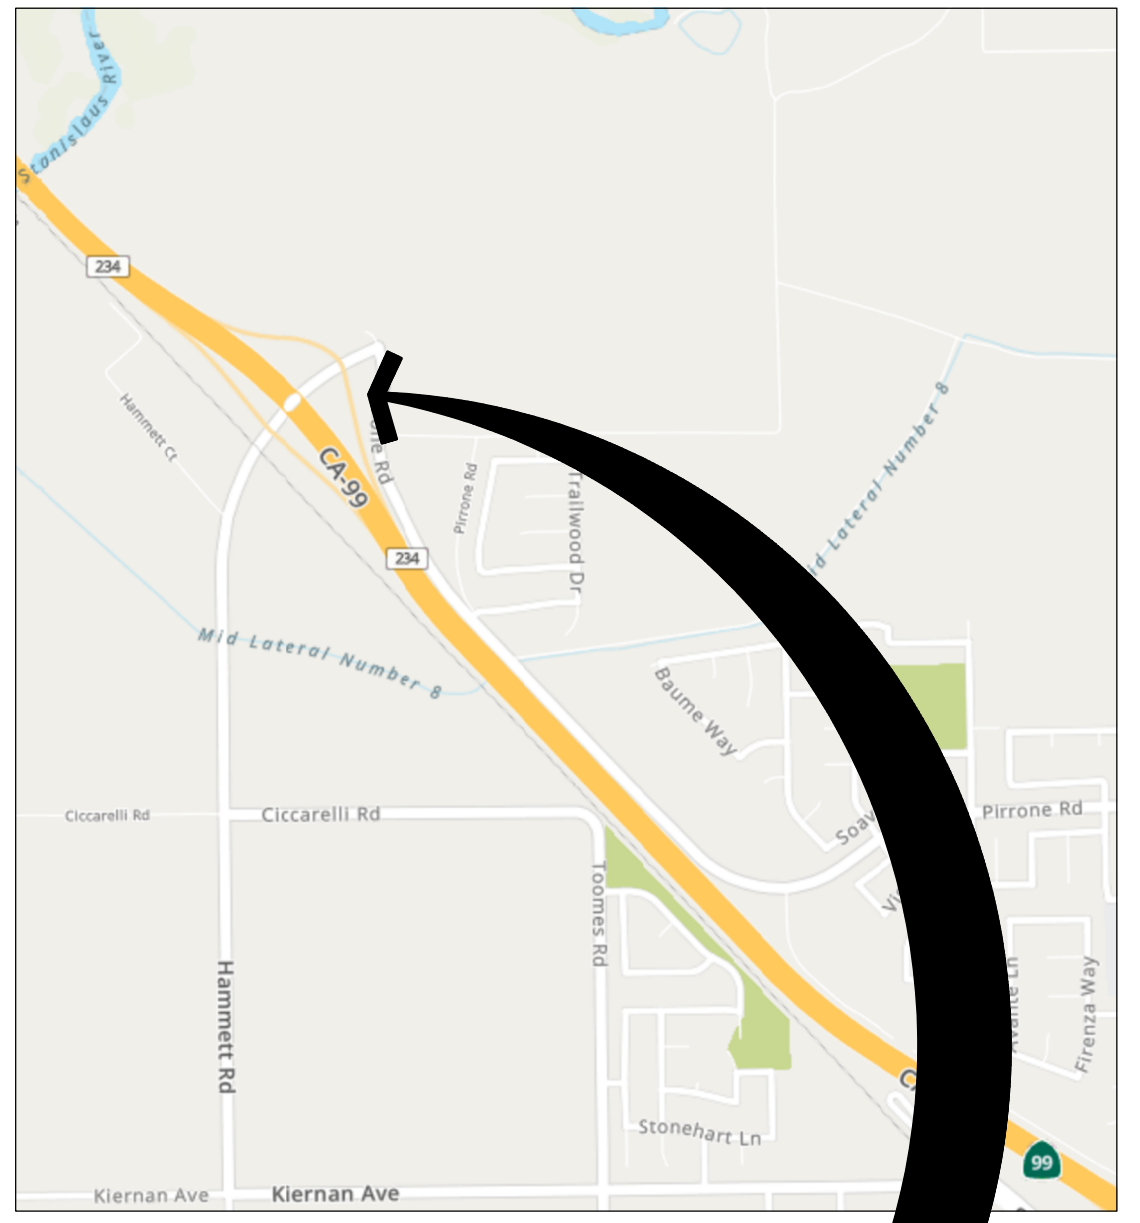 Stanislaus River
234
Hammett Ct
CA-99
Pirrone Rd
Trailwood Dr
Mid Lateral Number 8
234
Mid Lateral Number 8
Baume Way
Ciccarelli Rd
Ciccarelli Rd
Pirrone Rd
Toomes Rd
Hammett Rd
Firenza Way
Stonehart Ln
99
Kiernan Ave
Kiernan Ave